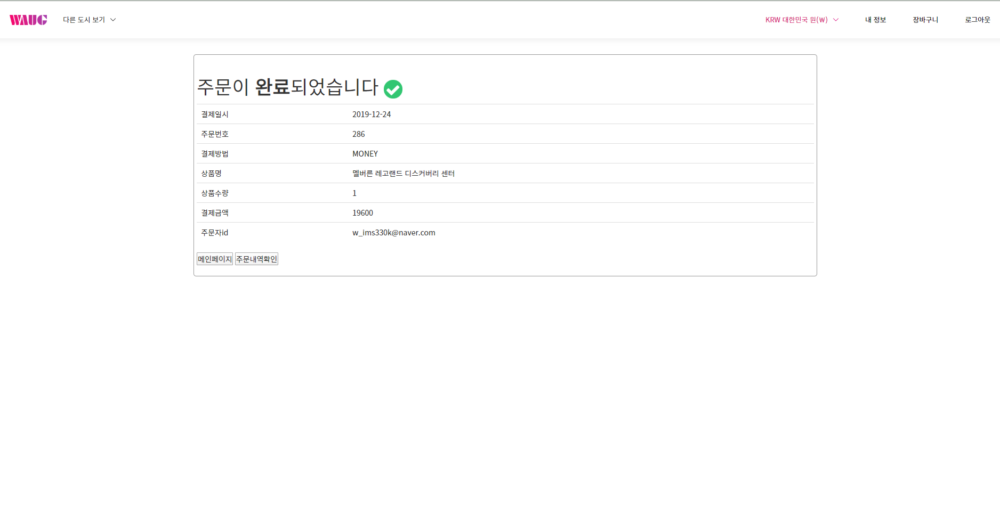 WAUG 다른 도시 보기 KRW 대한민국 원(₩) 내 정보 장바구니 로그아웃
주문이 완료되었습니다
결제일시 2019-12-24
주문번호 286
결제방법 MONEY
상품명 멜버른 레고랜드 디스커버리 센터
상품수량 1
결제금액 19600
주문자id w_ims330k@naver.com
메인페이지 주문내역확인